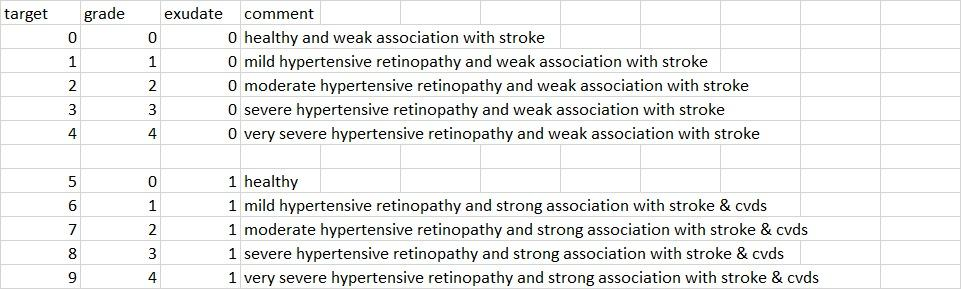 target grade exudate comment
0 0 0 healthy and weak association with stroke
1 1 0 mild hypertensive retinopathy and weak association with stroke
2 2 0 moderate hypertensive retinopathy and weak association with stroke
3 3 0 severe hypertensive retinopathy and weak association with stroke
4 4 0 very severe hypertensive retinopathy and weak association with stroke
5 0 1 healthy
6 1 1 mild hypertensive retinopathy and strong association with stroke & cvds
7 2 1 moderate hypertensive retinopathy and strong association with stroke & cvds
8 3 1 severe hypertensive retinopathy and strong association with stroke & cvds
9 4 1 very severe hypertensive retinopathy and strong association with stroke & cvds